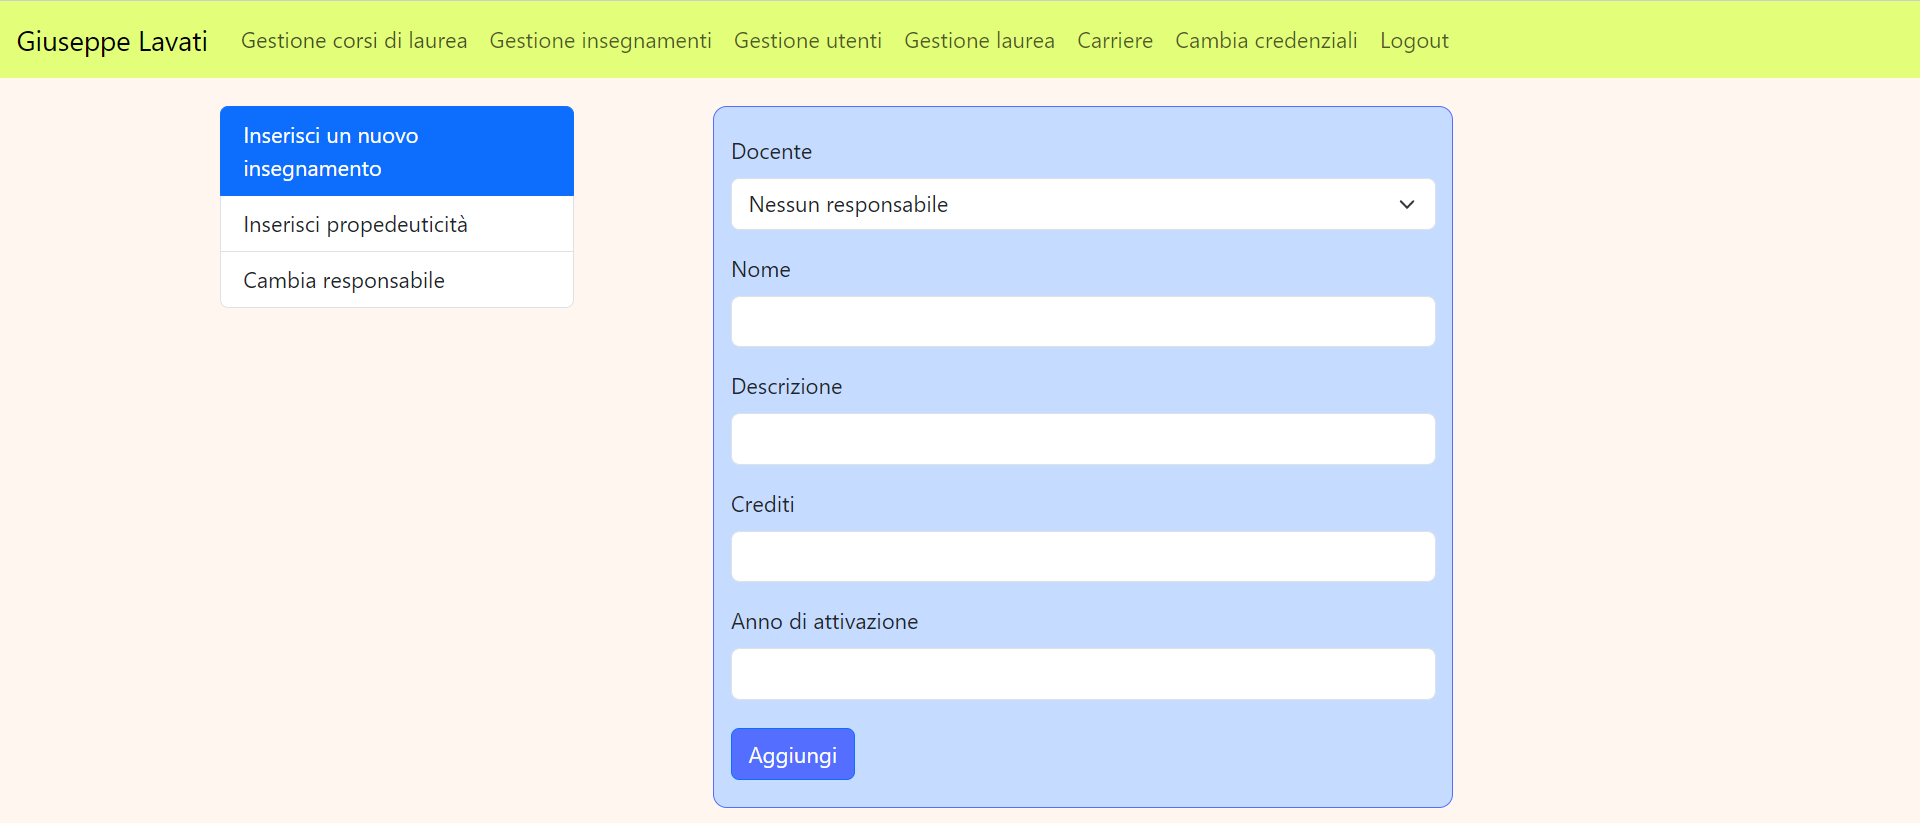 Giuseppe Lavati Gestione corsi di laurea Gestione insegnamenti Gestione utenti Gestione laurea Carriere Cambia credenziali Logout
Inserisci un nuovo
insegnamento
Inserisci propedeuticità
Cambia responsabile
Docente
Nessun responsabile
Nome
Descrizione
Crediti
Anno di attivazione
Aggiungi